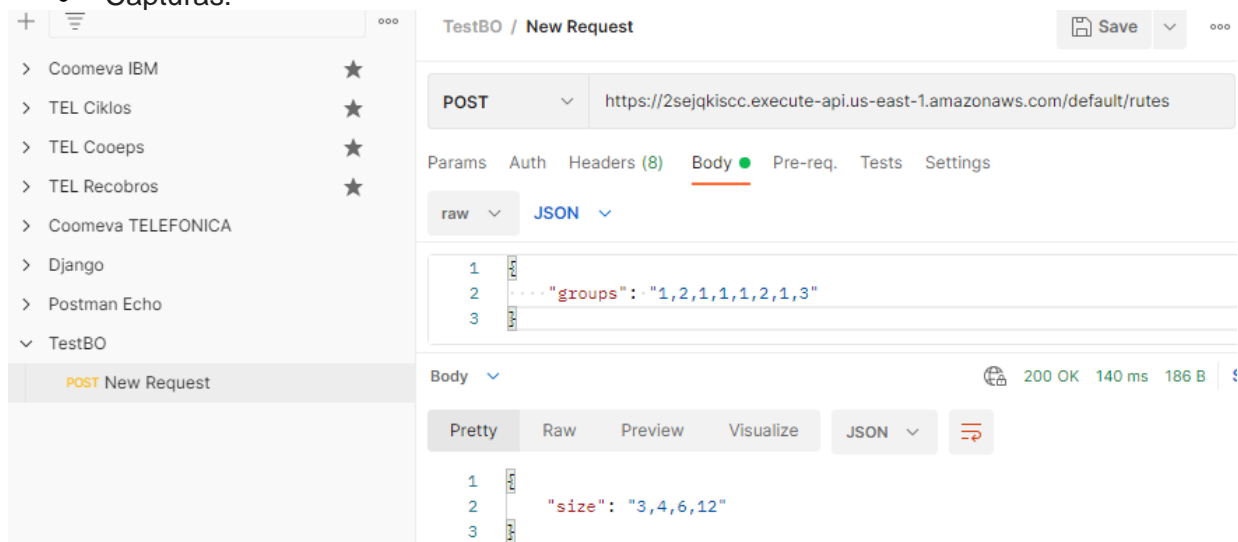 Capturas:
TestBO / New Request
Save
Coomeva IBM
TEL Ciklos
TEL Cooeps
TEL Recobros
Coomeva TELEFONICA
Django
Postman Echo
TestBO
POST New Request
POST
https://2sejqkiscc.execute-api.us-east-1.amazonaws.com/default/rutes
Params Auth Headers (8) Body Pre-req. Tests Settings
raw JSON
1 {
2 "groups": "1,2,1,1,1,2,1,3"
3 }
Body 200 OK 140 ms 186 B
Pretty Raw Preview Visualize JSON
1 {
2 "size": "3,4,6,12"
3 }